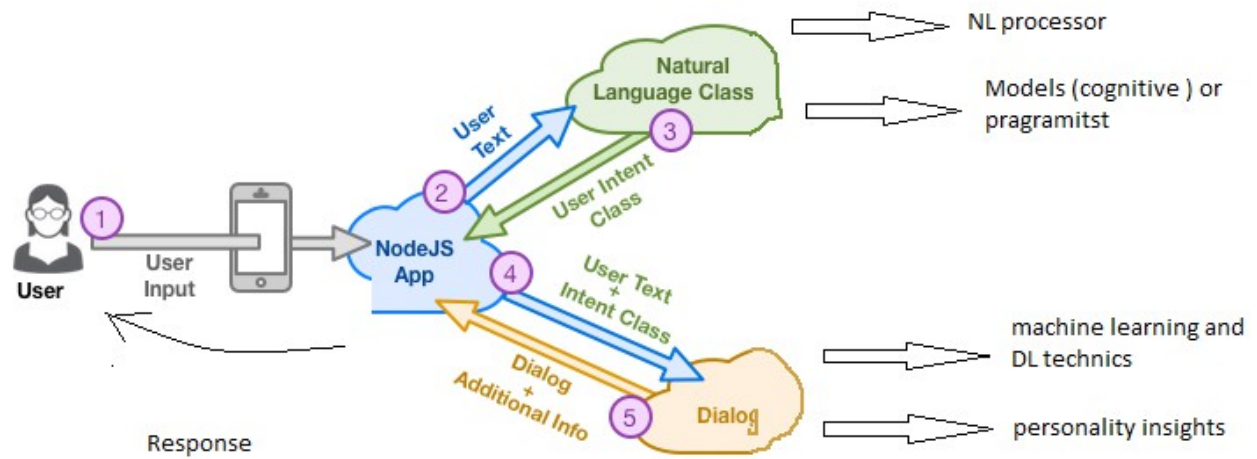 NL processor
Natural
Language Class
Models (cognitive ) or
pragramitst
3
User
Text
2
User Intent
Class
1
User
Input
User
NodeJS
App
4
User Text
+
Intent Class
machine learning and
DL technics
Dialog
+
Additional Info
5
Dialog
personality insights
Response